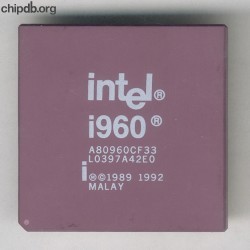 chipdb.org
intel®
i960®
A80960CF33
L0397A42E0
i®©1989 1992
MALAY